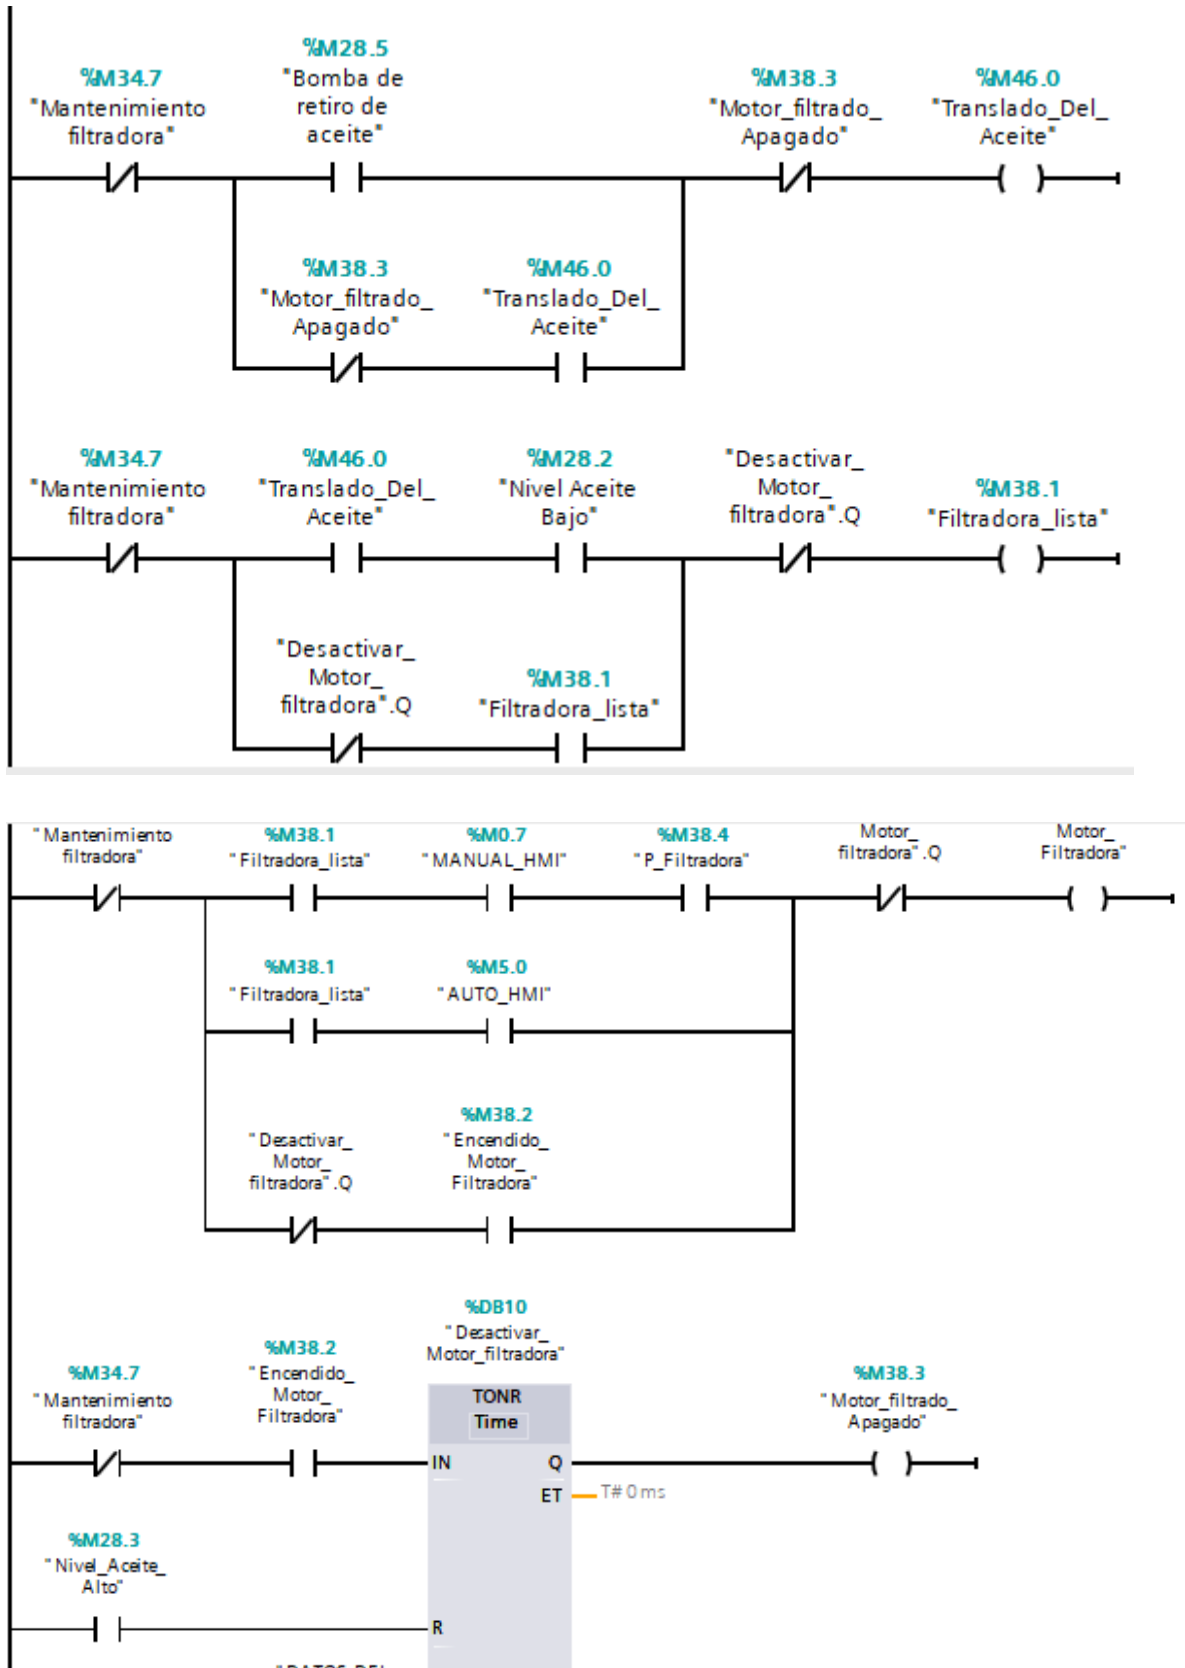 %M28.5
%M34.7
"Bomba de
%M38.3
%M46.0
"Mantenimiento
retiro de
"Motor_filtrado_
"Translado_Del_
filtradora"
aceite"
Apagado"
Aceite"
%M38.3
%M46.0
"Motor_filtrado_
"Translado_Del_
Apagado"
Aceite"
"Desactivar_
%M34.7
%M46.0
%M28.2
Motor_
%M38.1
"Mantenimiento
"Translado_Del_
"Nivel Aceite
filtradora".Q
"Filtradora_lista"
filtradora"
Aceite"
Bajo"
"Desactivar_
Motor_
filtradora".Q
%M38.1
"Filtradora_lista"
"Mantenimiento
filtradora"
%M38.1
"Filtradora_lista"
%M0.7
"MANUAL_HMI"
%M38.4
"P_Filtradora"
Motor_
filtradora".Q
Motor_
Filtradora"
%M38.1
"Filtradora_lista"
%M5.0
"AUTO_HMI"
"Desactivar_
Motor_
filtradora".Q
%M38.2
"Encendido_
Motor_
Filtradora"
%DB10
"Desactivar_
Motor_filtradora"
%M34.7
"Mantenimiento
filtradora"
%M38.2
"Encendido_
Motor_
Filtradora"
TONR
Time
%M38.3
"Motor_filtrado_
Apagado"
IN
Q
ET
T#0ms
%M28.3
"Nivel_Aceite_
Alto"
R